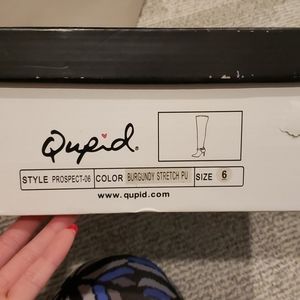 Qupid®
STYLE PROSPECT-06 COLOR BURGUNDY STRETCH PU SIZE 6
www.qupid.com